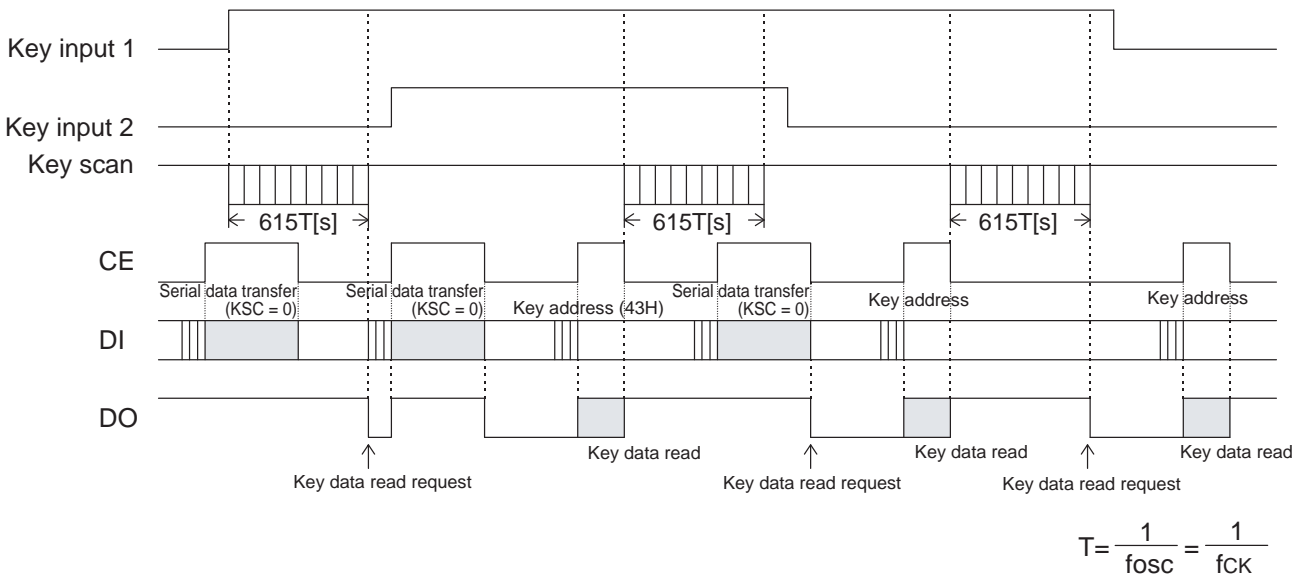 Key input 1
Key input 2
Key scan
615T[s] 615T[s] 615T[s]
CE
Serial data transfer Serial data transfer Serial data transfer
(KSC = 0) (KSC = 0) Key address (43H) (KSC = 0) Key address Key address
DI
DO
Key data read Key data read Key data read
Key data read request Key data read request Key data read request
T= 1 = 1
fosc fCK